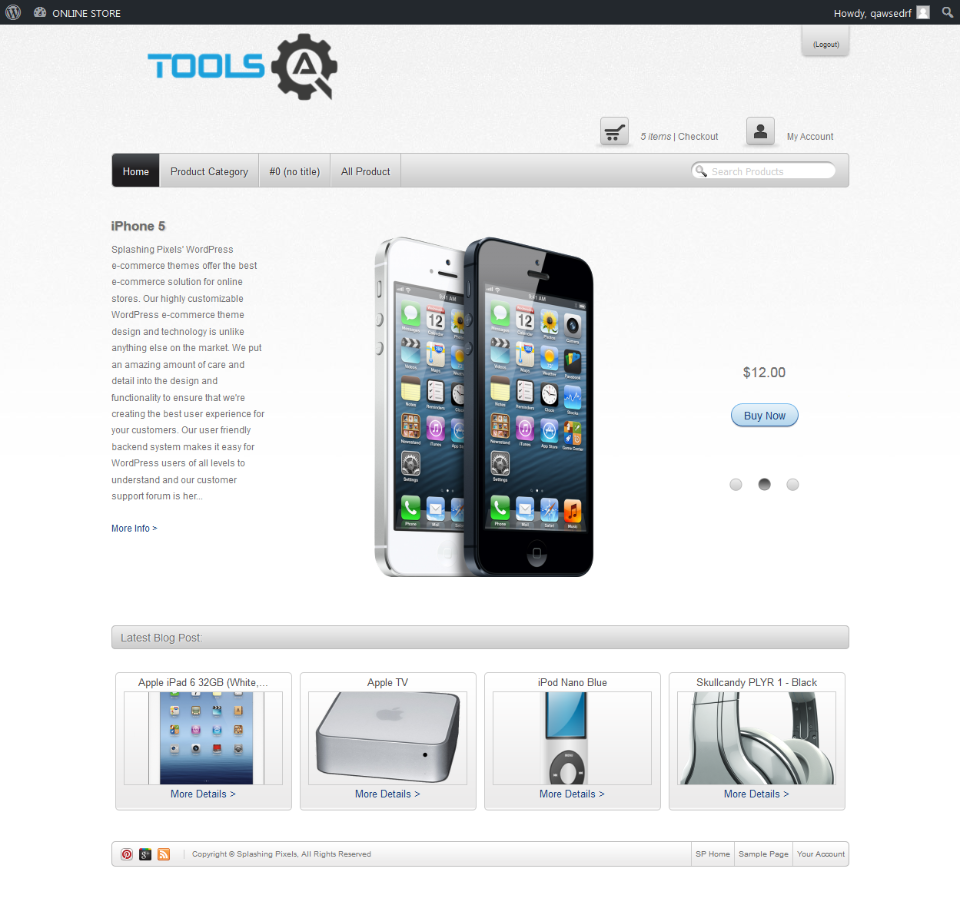 ONLINE STORE
Howdy, qawsedrf
(Logout)
TOOLS QA
5 items | Checkout
My Account
Home
Product Category
#0 (no title)
All Product
Search Products
iPhone 5
Splashing Pixels' WordPress
e-commerce themes offer the best
e-commerce solution for online
stores. Our highly customizable
WordPress e-commerce theme
design and technology is unlike
anything else on the market. We put
an amazing amount of care and
detail into the design and
functionality to ensure that we're
creating the best user experience for
your customers. Our user friendly
backend system makes it easy for
WordPress users of all levels to
understand and our customer
support forum is her...
More Info >
$12.00
Buy Now
Latest Blog Post:
Apple iPad 6 32GB (White,...
Apple TV
iPod Nano Blue
Skullcandy PLYR 1 - Black
More Details >
More Details >
More Details >
More Details >
Copyright © Splashing Pixels, All Rights Reserved
SP Home
Sample Page
Your Account